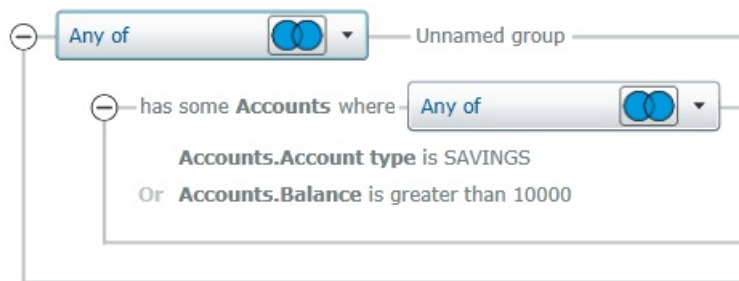 Any of Unnamed group
has some Accounts where Any of
Accounts.Account type is SAVINGS
Or Accounts.Balance is greater than 10000